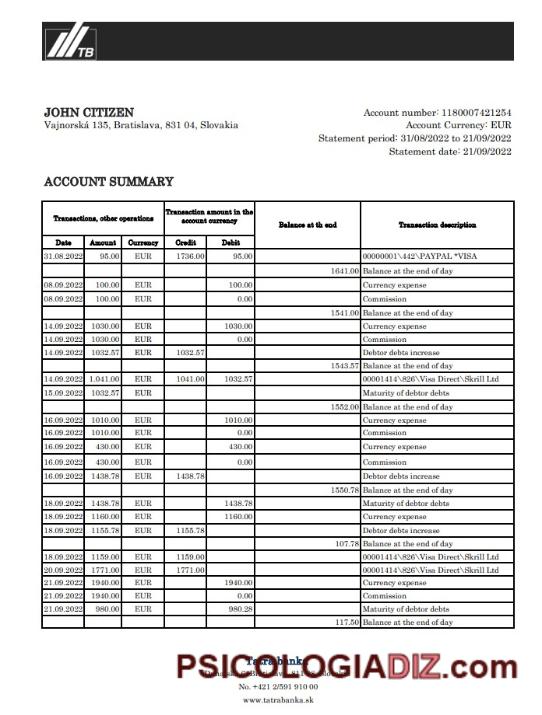 TB
JOHN CITIZEN
Vajnorská 135, Bratislava, 831 04, Slovakia
Account number: 1180007421254
Account Currency: EUR
Statement period: 31/08/2022 to 21/09/2022
Statement date: 21/09/2022
ACCOUNT SUMMARY
Transactions, other operations Transaction amount in the account currency Balance at th end Transaction description
Date Amount Currency Credit Debit
31.08.2022 95.00 EUR 1736.00 95.00 00000001\442\PAYPAL *VISA
1641.00 Balance at the end of day
08.09.2022 100.00 EUR 100.00 Currency expense
08.09.2022 100.00 EUR 0.00 Commission
1541.00 Balance at the end of day
14.09.2022 1030.00 EUR 1030.00 Currency expense
14.09.2022 1030.00 EUR 0.00 Commission
14.09.2022 1032.57 EUR 1032.57 Debtor debts increase
1543.57 Balance at the end of day
14.09.2022 1.041.00 EUR 1041.00 1032.57 00001414\826\Visa Direct\Skrill Ltd
15.09.2022 1032.57 EUR Maturity of debtor debts
1552.00 Balance at the end of day
16.09.2022 1010.00 EUR 1010.00 Currency expense
16.09.2022 1010.00 EUR 0.00 Commission
16.09.2022 430.00 EUR 430.00 Currency expense
16.09.2022 430.00 EUR 0.00 Commission
16.09.2022 1438.78 EUR 1438.78 Debtor debts increase
1550.78 Balance at the end of day
18.09.2022 1438.78 EUR 1438.78 Maturity of debtor debts
18.09.2022 1160.00 EUR 1160.00 Currency expense
18.09.2022 1155.78 EUR 1155.78 Debtor debts increase
107.78 Balance at the end of day
18.09.2022 1159.00 EUR 1159.00 00001414\826\Visa Direct\Skrill Ltd
20.09.2022 1771.00 EUR 1771.00 00001414\826\Visa Direct\Skrill Ltd
21.09.2022 1940.00 EUR 1940.00 Currency expense
21.09.2022 1940.00 EUR 0.00 Commission
21.09.2022 980.00 EUR 980.28 Maturity of debtor debts
117.50 Balance at the end of day
Tatra banka
PSICOLOGIADIZ.com
No. +421 2/591 910 00
www.tatrabanka.sk